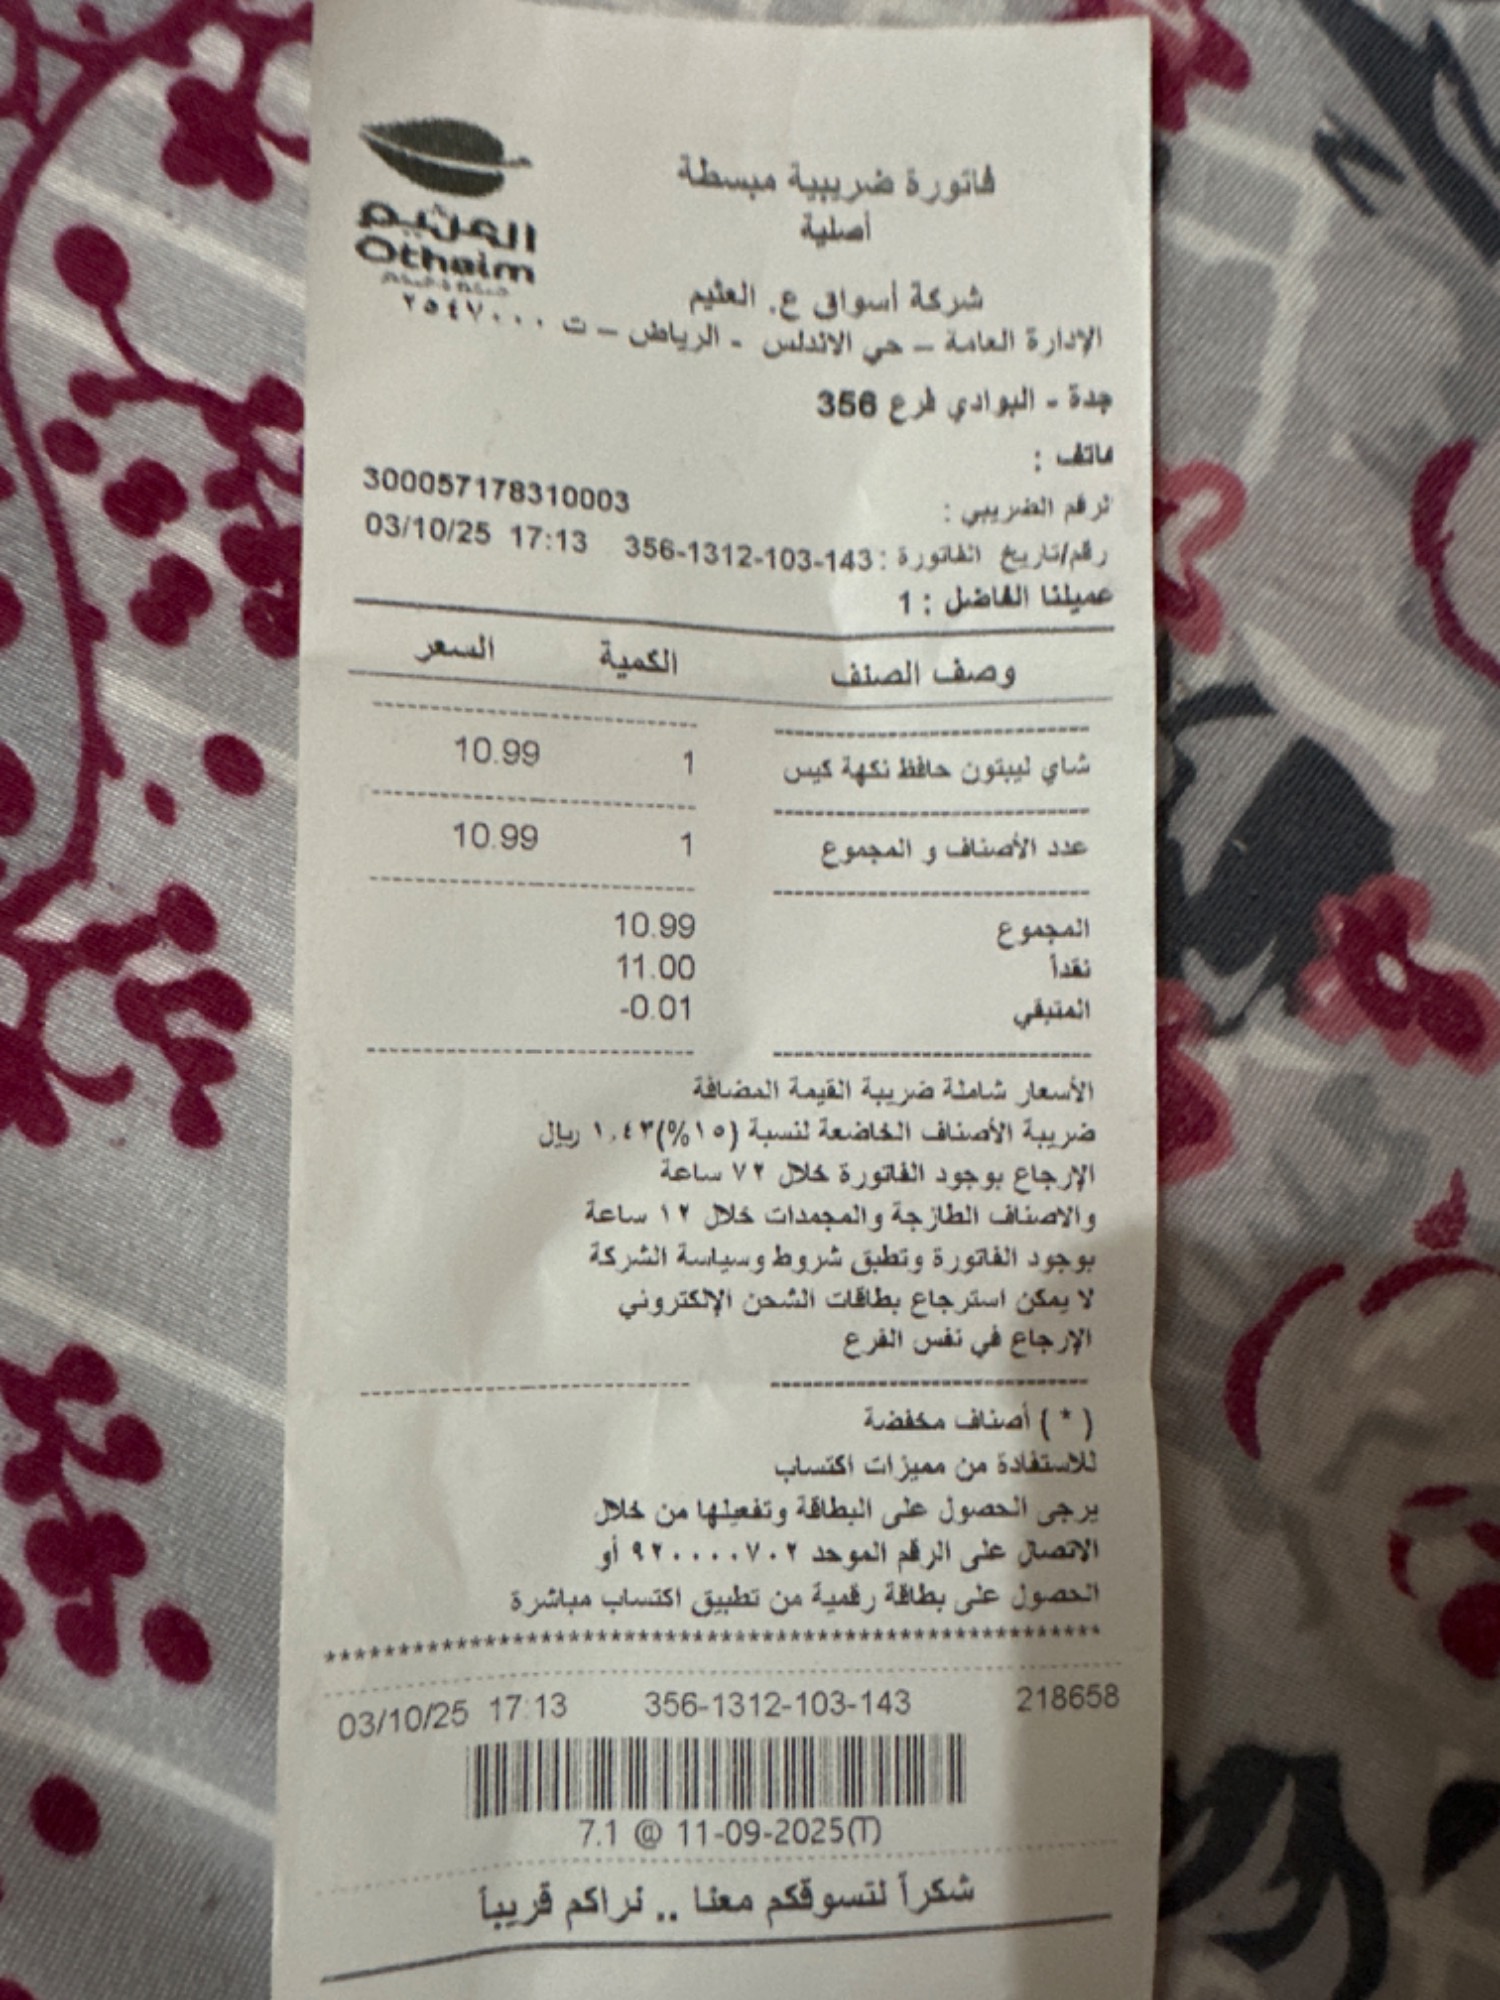 فاتورة ضريبية مبسطة
أصلية
العثيم
Othaim
شركة أسواق ع. العثيم
الإدارة العامة – حي الاندلس - الرياض – ت ٢٥٤٧٠٠٠
جدة - البوادي فرع 356
هاتف :
لرقم الضريبي : 300057178310003
رقم/تاريخ الفاتورة : 356-1312-103-143 03/10/25 17:13
عميلنا الفاضل : 1
وصف الصنف الكمية السعر
شاي ليبتون حافظ نكهة كيس 1 10.99
عدد الأصناف و المجموع 1 10.99
المجموع 10.99
نقداً 11.00
المتبقي -0.01
الأسعار شاملة ضريبة القيمة المضافة
ضريبة الأصناف الخاضعة لنسبة (١٥%)١,٤٣ ريال
الإرجاع بوجود الفاتورة خلال ٧٢ ساعة
والاصناف الطازجة والمجمدات خلال ١٢ ساعة
بوجود الفاتورة وتطبق شروط وسياسة الشركة
لا يمكن استرجاع بطاقات الشحن الإلكتروني
الإرجاع في نفس الفرع
( * ) أصناف مخفضة
للاستفادة من مميزات اكتساب
يرجى الحصول على البطاقة وتفعيلها من خلال
الاتصال على الرقم الموحد ٩٢٠٠٠٠٧٠٢ أو
الحصول على بطاقة رقمية من تطبيق اكتساب مباشرة
************************************************************
03/10/25 17:13 356-1312-103-143 218658
7.1 @ 11-09-2025(T)
شكراً لتسوقكم معنا .. نراكم قريباً